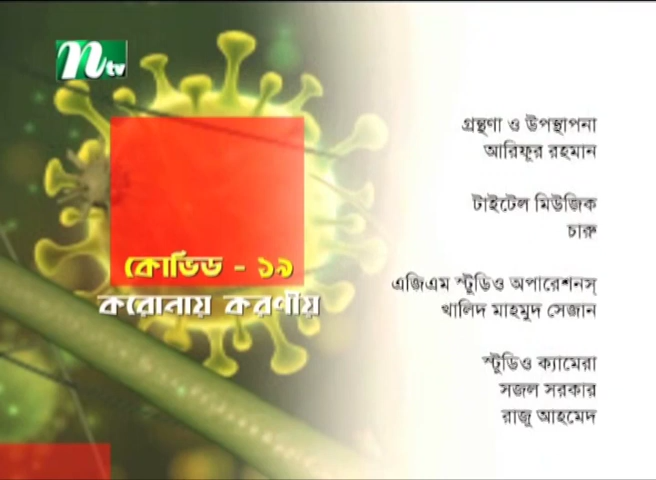 ntv
কোভিড - ১৯
করোনায় করণীয়
গ্রন্থণা ও উপস্থাপনা
আরিফুর রহমান
টাইটেল মিউজিক
চারু
এজিএম স্টুডিও অপারেশনস্
খালিদ মাহমুদ সেজান
স্টুডিও ক্যামেরা
সজল সরকার
রাজু আহমেদ